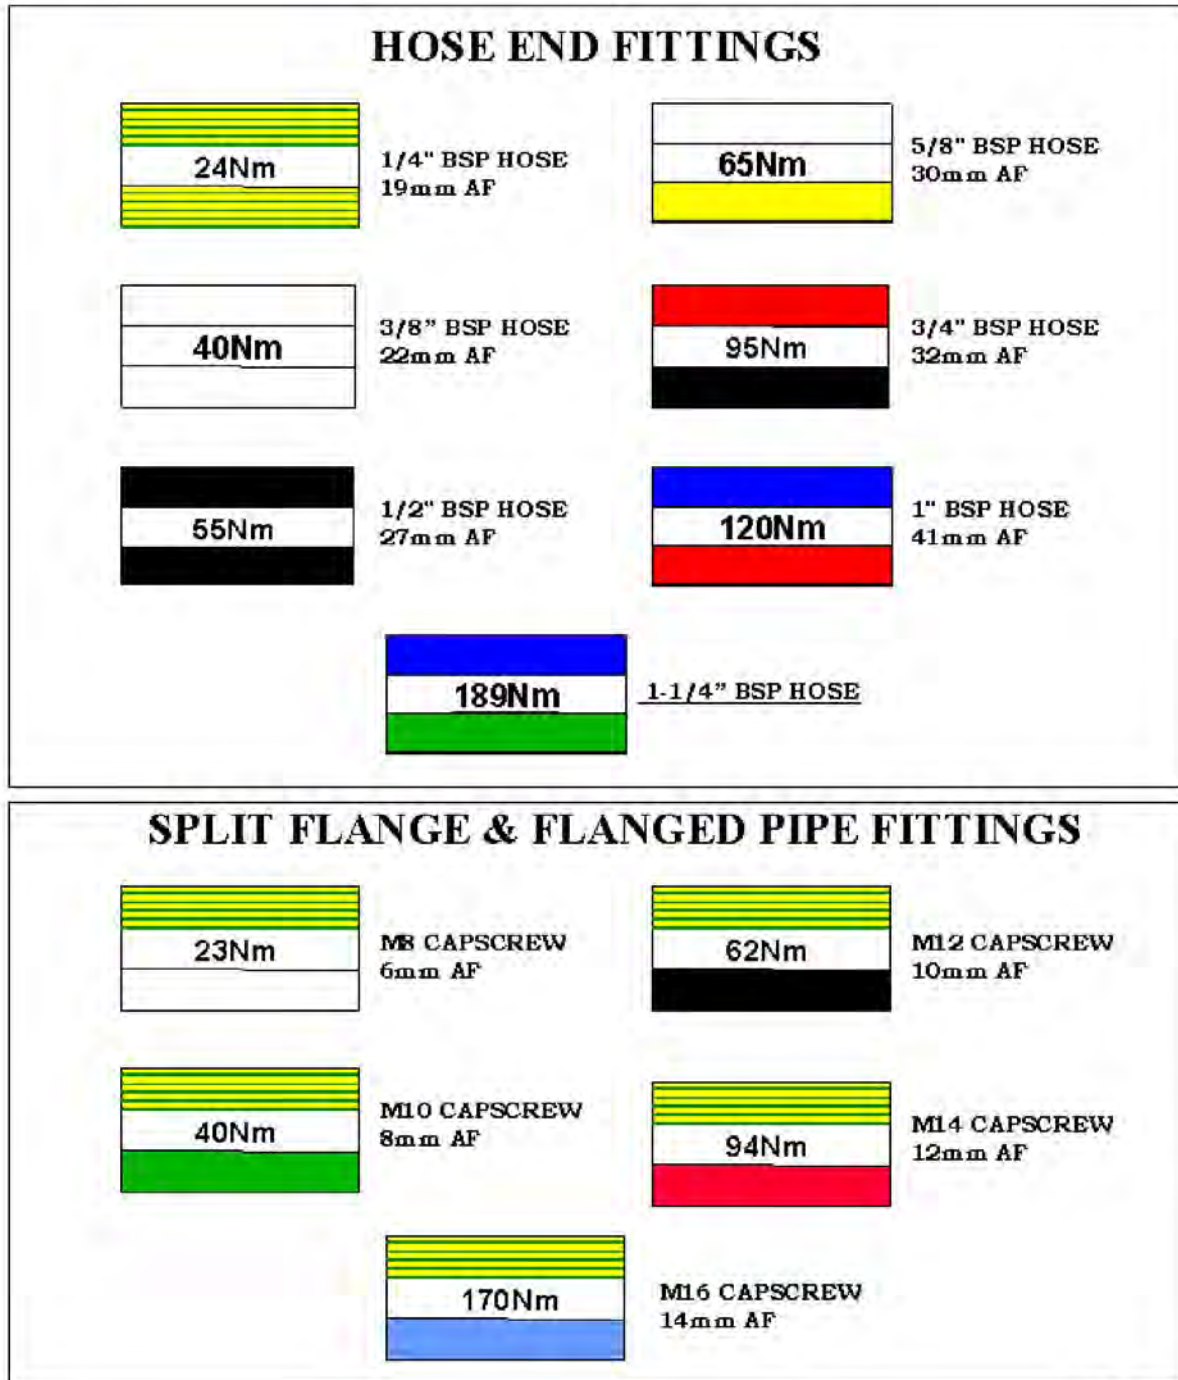 HOSE END FITTINGS
24Nm
1/4" BSP HOSE
19mm AF
65Nm
5/8" BSP HOSE
30mm AF
40Nm
3/8” BSP HOSE
22mm AF
95Nm
3/4" BSP HOSE
32mm AF
55Nm
1/2" BSP HOSE
27mm AF
120Nm
1" BSP HOSE
41mm AF
189Nm
1-1/4” BSP HOSE
SPLIT FLANGE & FLANGED PIPE FITTINGS
23Nm
M8 CAPSCREW
6mm AF
62Nm
M12 CAPSCREW
10mm AF
40Nm
M10 CAPSCREW
8mm AF
94Nm
M14 CAPSCREW
12mm AF
170Nm
M16 CAPSCREW
14mm AF